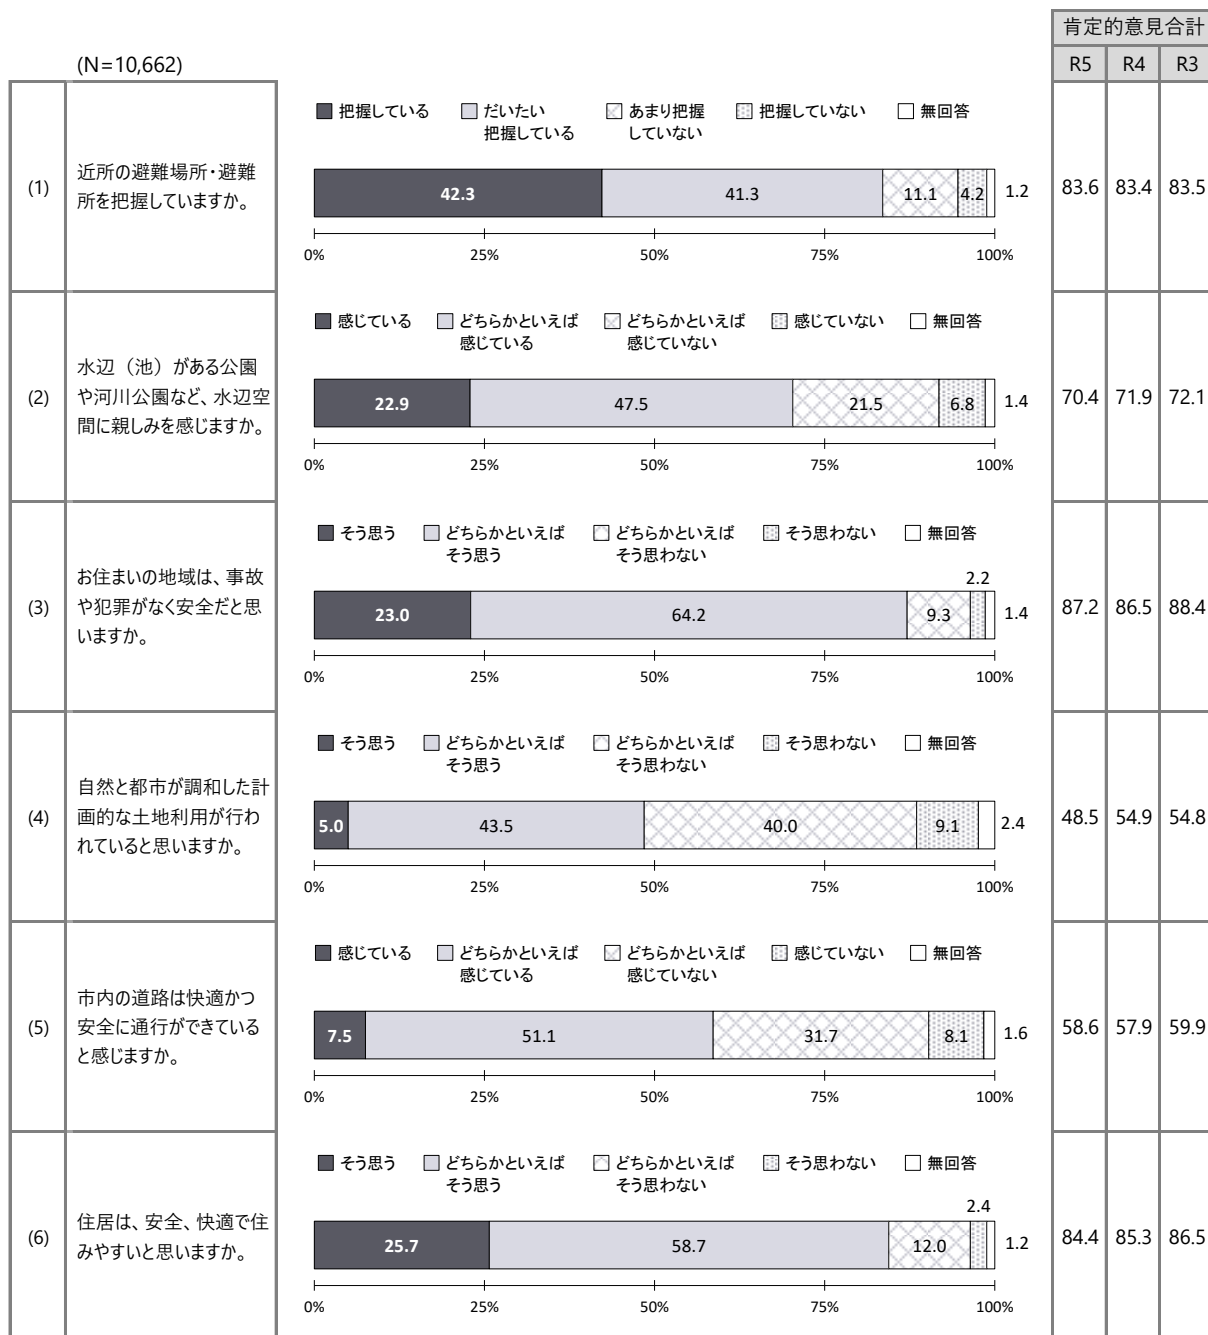 肯定的意見合計
(N=10,662)
R5 R4 R3
(1)
近所の避難場所・避難
所を把握していますか。
把握している だいたい あまり把握 把握していない 無回答
把握している していない
42.3 41.3 11.1 4.2 1.2
0% 25% 50% 75% 100%
83.6 83.4 83.5
(2)
水辺（池）がある公園
や河川公園など、水辺空
間に親しみを感じますか。
感じている どちらかといえば どちらかといえば 感じていない 無回答
感じている 感じていない
22.9 47.5 21.5 6.8 1.4
0% 25% 50% 75% 100%
70.4 71.9 72.1
(3)
お住まいの地域は、事故
や犯罪がなく安全だと思
いますか。
そう思う どちらかといえば どちらかといえば そう思わない 無回答
そう思う そう思わない
2.2
23.0 64.2 9.3 1.4
0% 25% 50% 75% 100%
87.2 86.5 88.4
(4)
自然と都市が調和した計
画的な土地利用が行わ
れていると思いますか。
そう思う どちらかといえば どちらかといえば そう思わない 無回答
そう思う そう思わない
5.0 43.5 40.0 9.1 2.4
0% 25% 50% 75% 100%
48.5 54.9 54.8
(5)
市内の道路は快適かつ
安全に通行ができている
と感じますか。
感じている どちらかといえば どちらかといえば 感じていない 無回答
感じている 感じていない
7.5 51.1 31.7 8.1 1.6
0% 25% 50% 75% 100%
58.6 57.9 59.9
(6)
住居は、安全、快適で住
みやすいと思いますか。
そう思う どちらかといえば どちらかといえば そう思わない 無回答
そう思う そう思わない
2.4
25.7 58.7 12.0 1.2
0% 25% 50% 75% 100%
84.4 85.3 86.5